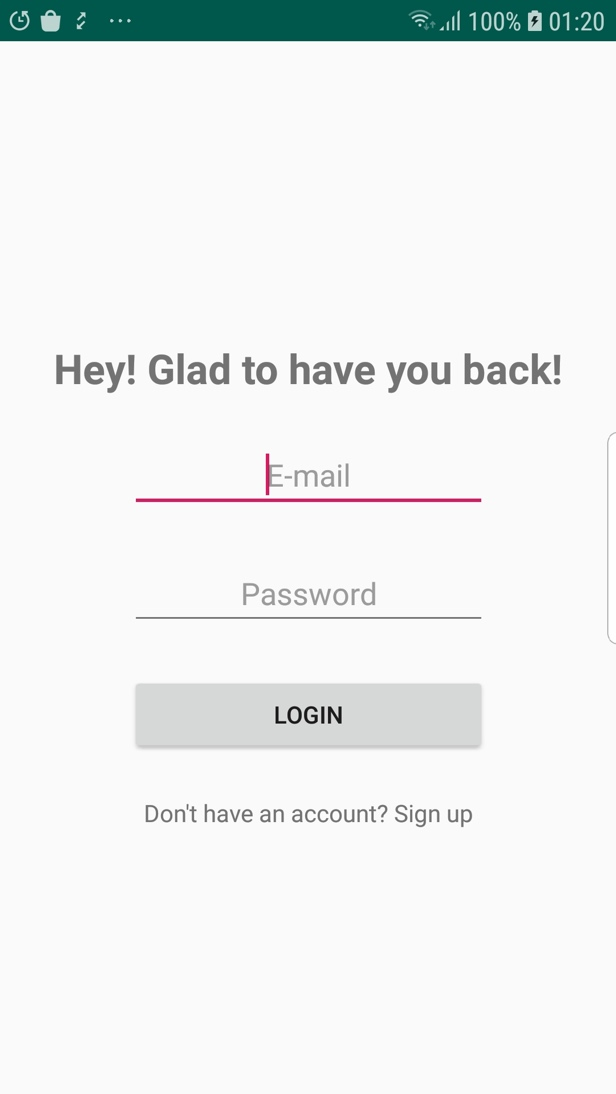 100% 01:20
Hey! Glad to have you back!
E-mail
Password
LOGIN
Don't have an account? Sign up